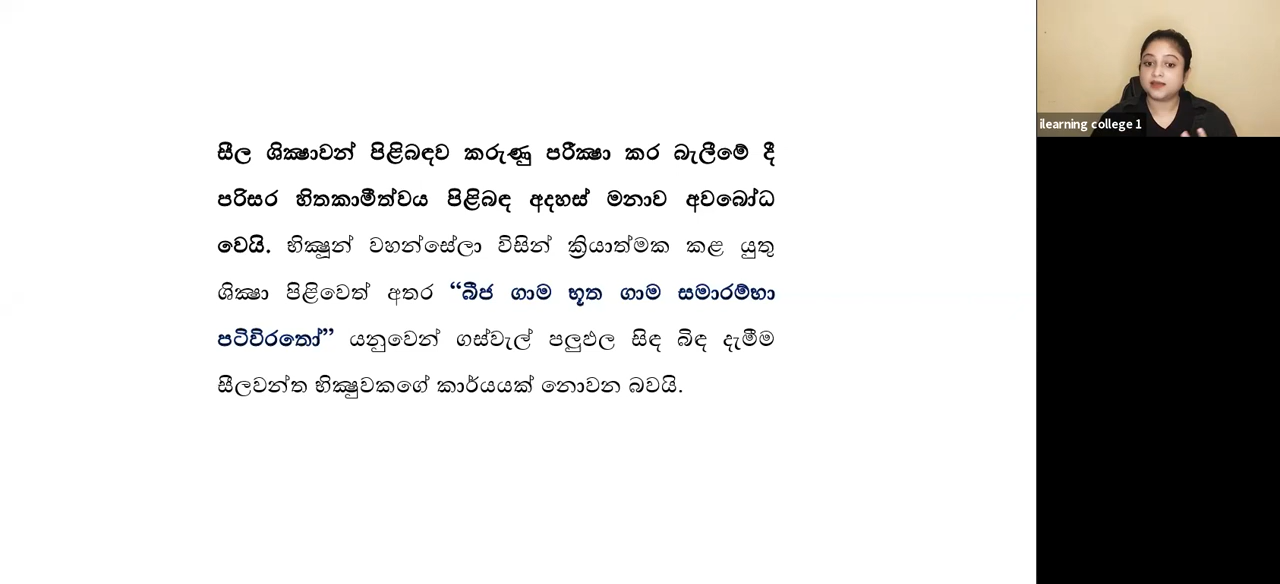 සීල ශික්‍ෂාවන් පිළිබඳව කරුණු පරීක්‍ෂා කර බැලීමේ දී
පරිසර හිතකාමීත්වය පිළිබඳ අදහස් මනාව අවබෝධ
වෙයි. භික්‍ෂූන් වහන්සේලා විසින් ක්‍රියාත්මක කළ යුතු
ශික්‍ෂා පිළිවෙත් අතර “බීජ ගාම භූත ගාම සමාරම්භා
පටිවිරතෝ” යනුවෙන් ගස්වැල් පලුඵල සිඳ බිඳ දැමීම
සීලවන්ත භික්‍ෂුවකගේ කාර්යයක් නොවන බවයි.
ilearning college 1